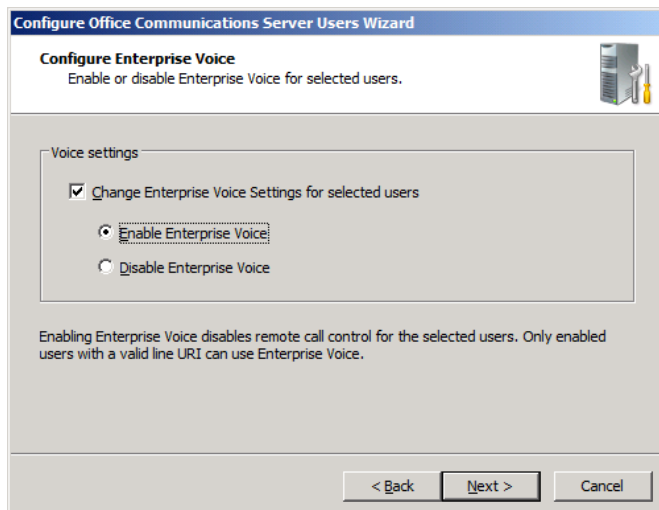 Configure Office Communications Server Users Wizard
Configure Enterprise Voice
Enable or disable Enterprise Voice for selected users.
Voice settings
Change Enterprise Voice Settings for selected users
Enable Enterprise Voice
Disable Enterprise Voice
Enabling Enterprise Voice disables remote call control for the selected users. Only enabled
users with a valid line URI can use Enterprise Voice.
< Back Next > Cancel